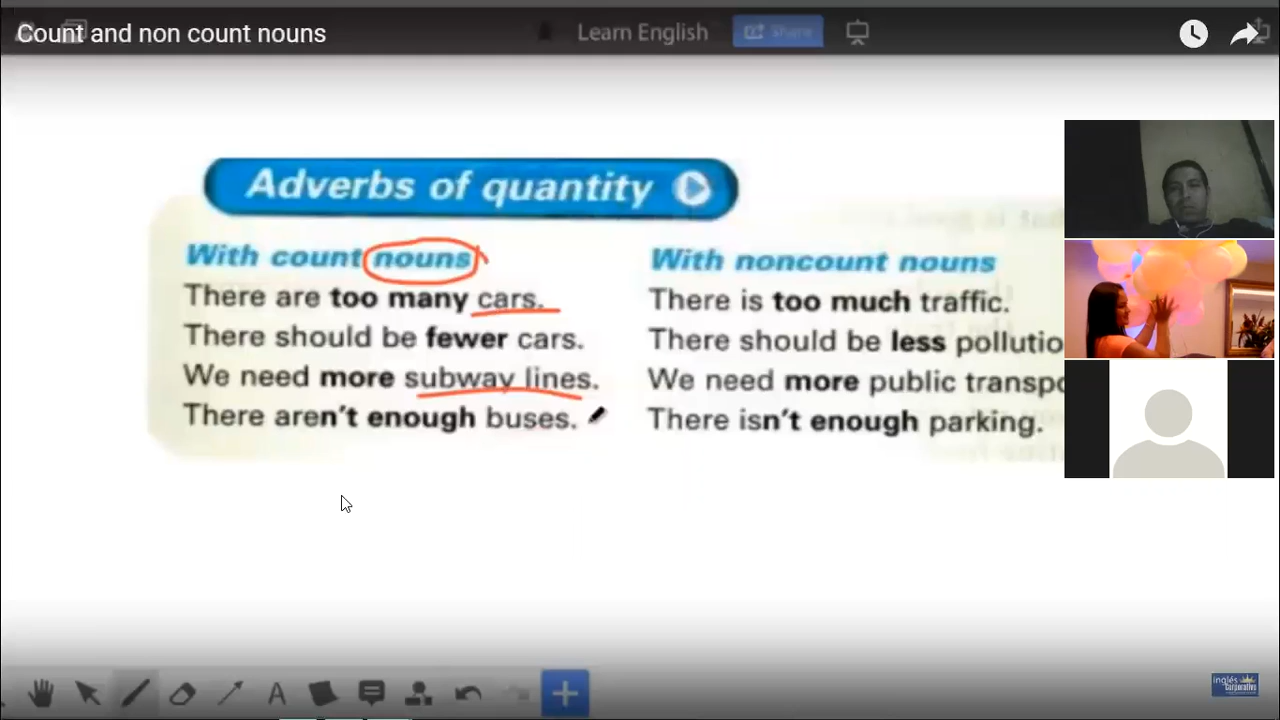 Count and non count nouns
Learn English
Share
Adverbs of quantity
With count nouns
There are too many cars.
There should be fewer cars.
We need more subway lines.
There aren't enough buses.
With noncount nouns
There is too much traffic.
There should be less pollutio
We need more public transpo
There isn't enough parking.
A
Inglés
Corporativo